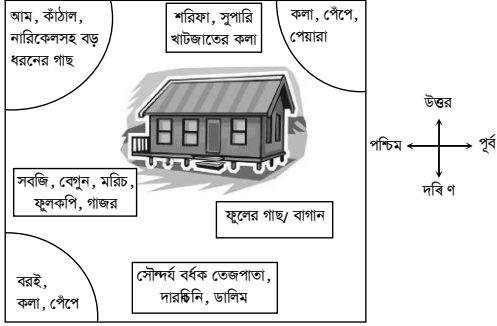 আম, কাঁঠাল,
নারিকেলসহ বড়
ধরনের গাছ
শরিফা, সুপারি
খাটজাতের কলা
কলা, পেঁপে,
পেয়ারা
উত্তর
পশ্চিম
পূর্ব
দৰি ণ
সবজি, বেগুন, মরিচ,
ফুলকপি, গাজর
ফুলের গাছ/ বাগান
বরই,
কলা, পেঁপে
সৌন্দর্য বর্ধক তেজপাতা,
ডালিম